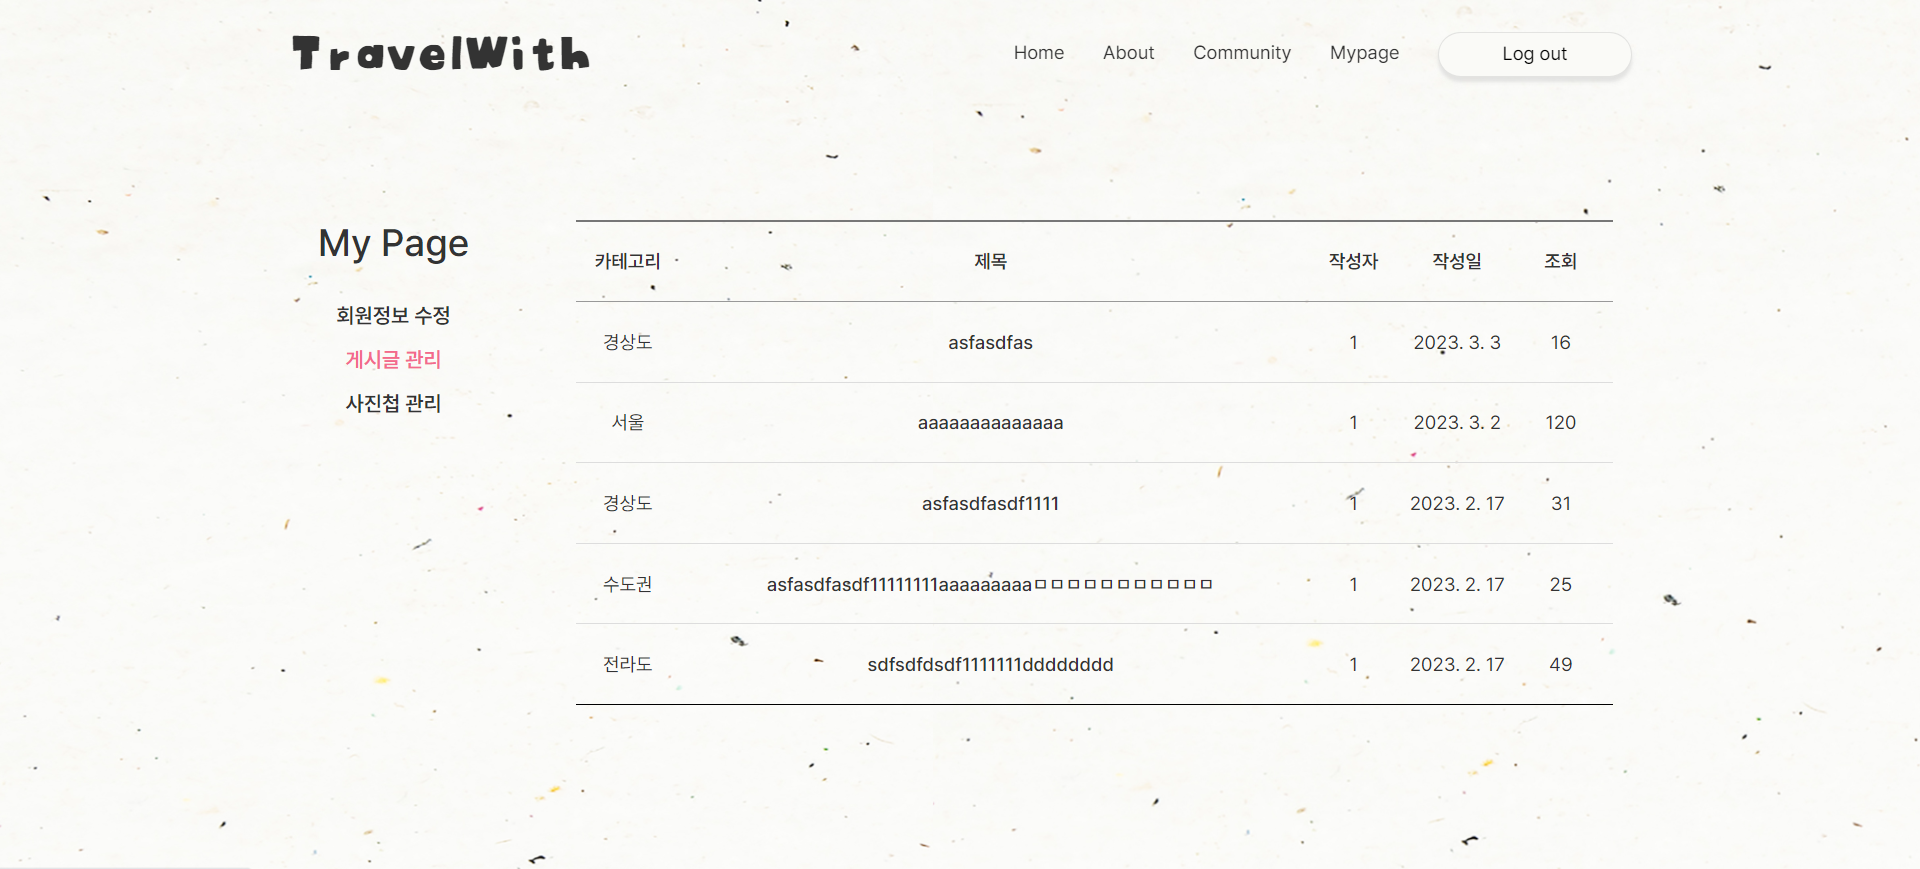 TravelWith
Home About Community Mypage Log out
My Page
회원정보 수정
게시글 관리
사진첩 관리
카테고리 제목 작성자 작성일 조회
경상도 asfasdfas 1 2023. 3. 3 16
서울 aaaaaaaaaaaaaa 1 2023. 3. 2 120
경상도 asfasdfasdf1111 1 2023. 2. 17 31
수도권 asfasdfasdf11111111aaaaaaaaaㅁㅁㅁㅁㅁㅁㅁㅁㅁㅁㅁ 1 2023. 2. 17 25
전라도 sdfsdfdsdf1111111dddddddd 1 2023. 2. 17 49